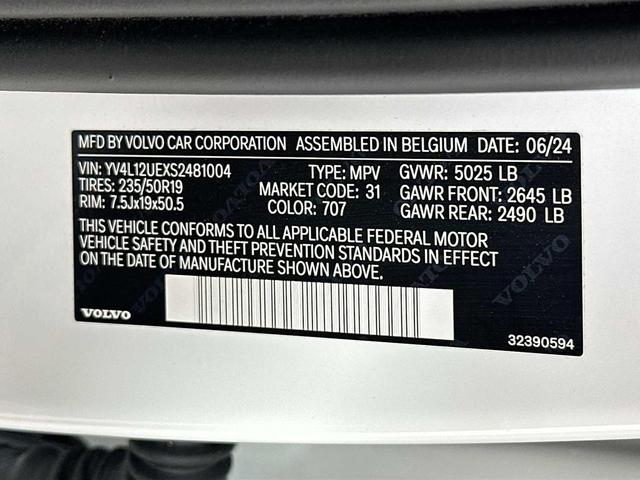 MFD BY VOLVO CAR CORPORATION ASSEMBLED IN BELGIUM DATE: 06/24
VIN: YV4L12UEXS2481004 TYPE: MPV GVWR: 5025 LB
TIRES: 235/50R19 MARKET CODE: 31 GAWR FRONT: 2645 LB
RIM: 7.5Jx19x50.5 COLOR: 707 GAWR REAR: 2490 LB
THIS VEHICLE CONFORMS TO ALL APPLICABLE FEDERAL MOTOR
VEHICLE SAFETY AND THEFT PREVENTION STANDARDS IN EFFECT
ON THE DATE OF MANUFACTURE SHOWN ABOVE.
VOLVO
32390594